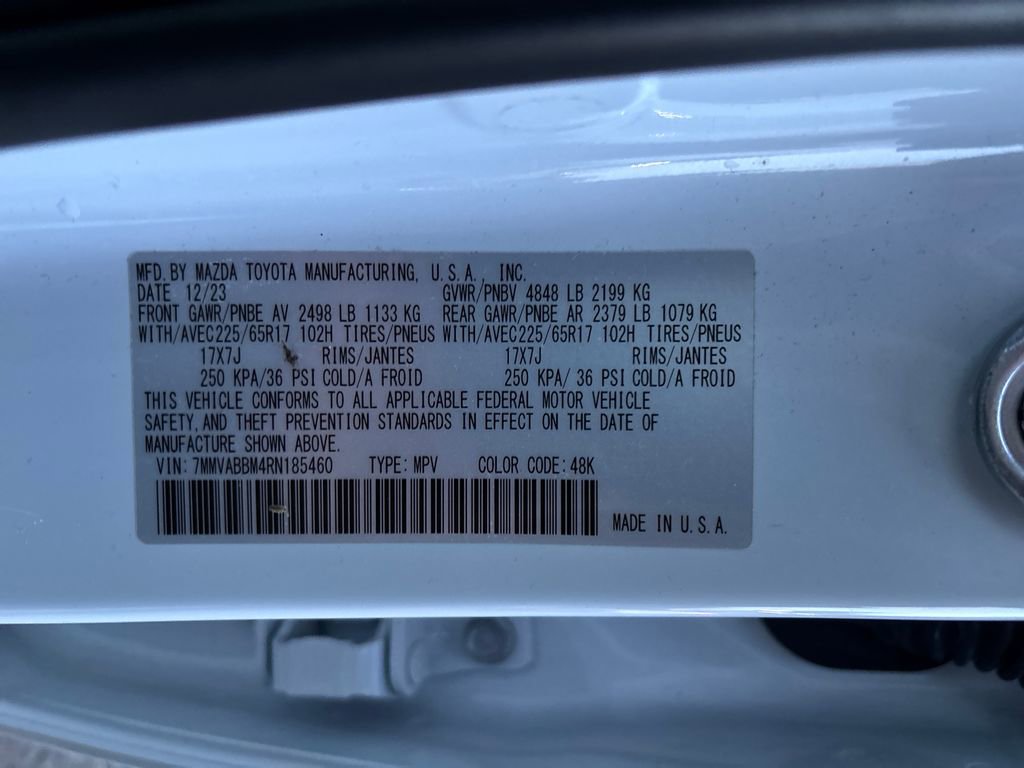 MFD. BY MAZDA TOYOTA MANUFACTURING, U.S.A., INC.
DATE 12/23 GVWR/PNBV 4848 LB 2199 KG
FRONT GAWR/PNBE AV 2498 LB 1133 KG REAR GAWR/PNBE AR 2379 LB 1079 KG
WITH/AVEC225/65R17 102H TIRES/PNEUS WITH/AVEC225/65R17 102H TIRES/PNEUS
17X7J RIMS/JANTES 17X7J RIMS/JANTES
250 KPA/36 PSI COLD/A FROID 250 KPA/ 36 PSI COLD/A FROID
THIS VEHICLE CONFORMS TO ALL APPLICABLE FEDERAL MOTOR VEHICLE
SAFETY, AND THEFT PREVENTION STANDARDS IN EFFECT ON THE DATE OF
MANUFACTURE SHOWN ABOVE.
VIN: 7MMVABBM4RN185460 TYPE: MPV COLOR CODE: 48K
MADE IN U.S.A.